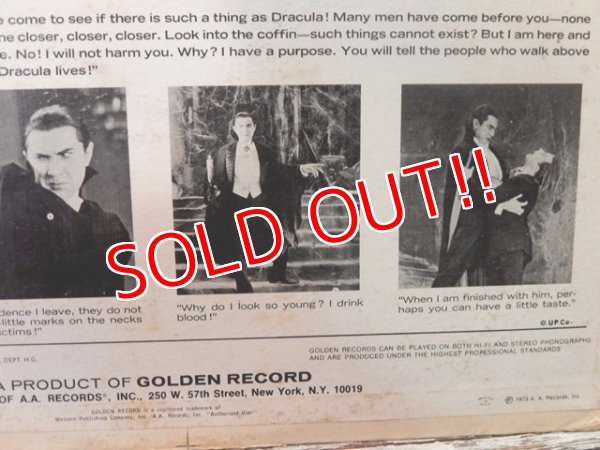 e come to see if there is such a thing as Dracula! Many men have come before you—none
ne closer, closer, closer. Look into the coffin—such things cannot exist? But I am here and
e. No! I will not harm you. Why? I have a purpose. You will tell the people who walk above
Dracula lives!"
SOLD OUT!!
dence I leave, they do not
-little marks on the necks
ictims!"
"Why do I look so young? I drink
blood!"
"When I am finished with him, per-
haps you can have a little taste."
© UP Co.
DEPT. H.G.
GOLDEN RECORDS CAN BE PLAYED ON BOTH HI-FI AND STEREO PHONOGRAPHS
AND ARE PRODUCED UNDER THE HIGHEST PROFESSIONAL STANDARDS
A PRODUCT OF GOLDEN RECORD
OF A.A. RECORDS, INC., 250 W. 57th Street, New York, N.Y. 10019
GOLDEN RECORD is a registered trademark of
Western Publishing Company, Inc./A.A. Records, Inc. "Authorized User"
℗ 1973 A. A. Records, Inc.